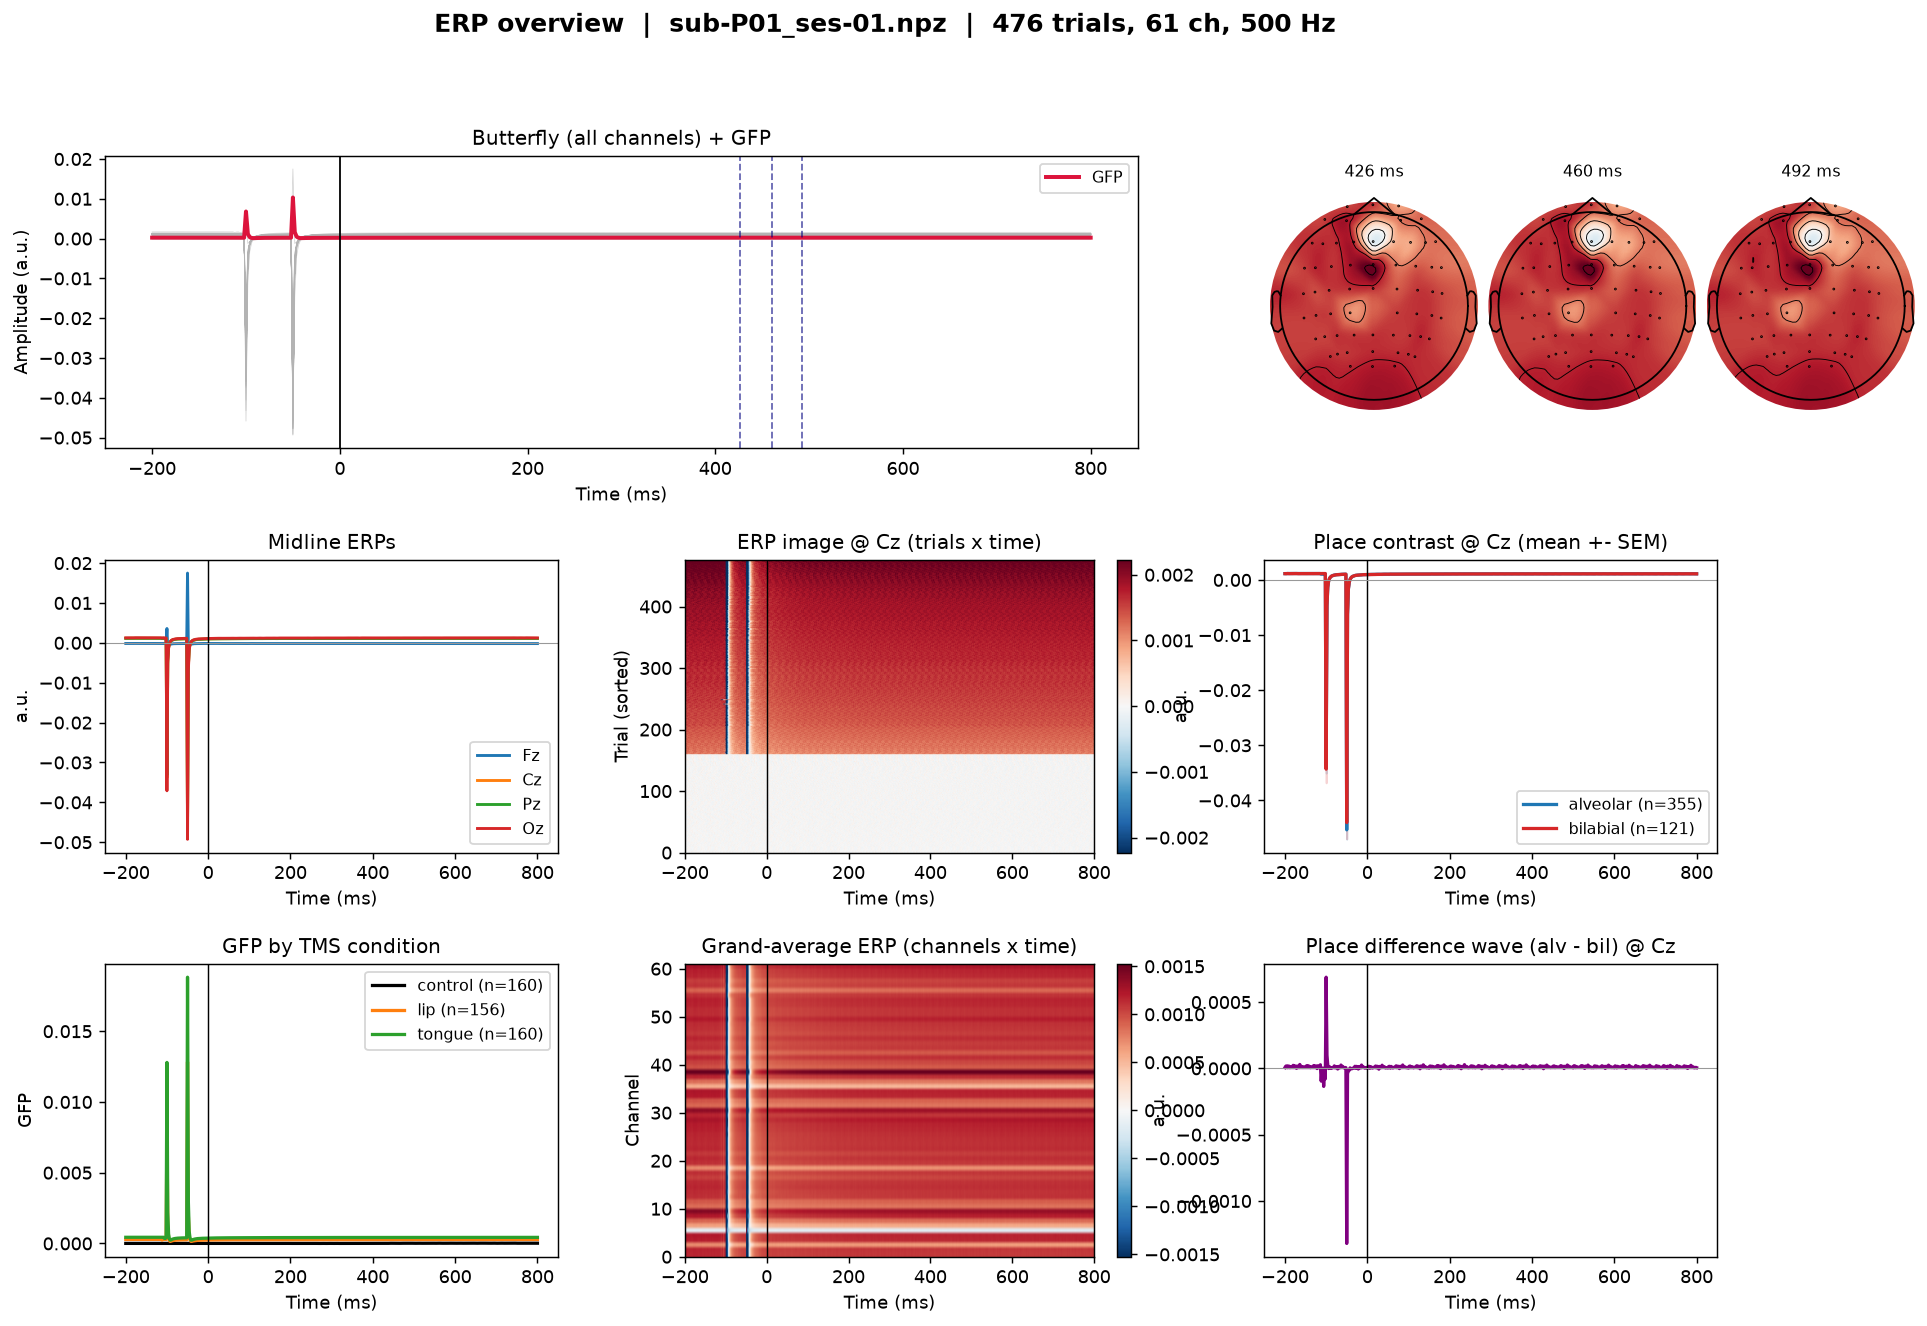 ERP overview | sub-P01_ses-01.npz | 476 trials, 61 ch, 500 Hz
Butterfly (all channels) + GFP
Amplitude (a.u.)
0.02
0.01
0.00
−0.01
−0.02
−0.03
−0.04
−0.05
GFP
−200 0 200 400 600 800
Time (ms)
426 ms
460 ms
492 ms
Midline ERPs
a.u.
0.02
0.01
0.00
−0.01
−0.02
−0.03
−0.04
−0.05
Fz
Cz
Pz
Oz
−200 0 200 400 600 800
Time (ms)
ERP image @ Cz (trials x time)
Trial (sorted)
400
300
200
100
0
−200 0 200 400 600 800
Time (ms)
0.002
0.001
0.000
−0.001
−0.002
Place contrast @ Cz (mean +- SEM)
a.u.
0.00
−0.01
−0.02
−0.03
−0.04
alveolar (n=355)
bilabial (n=121)
−200 0 200 400 600 800
Time (ms)
GFP by TMS condition
GFP
0.015
0.010
0.005
0.000
control (n=160)
lip (n=156)
tongue (n=160)
−200 0 200 400 600 800
Time (ms)
Grand-average ERP (channels x time)
Channel
60
50
40
30
20
10
0
−200 0 200 400 600 800
Time (ms)
0.0015
0.0010
0.0005
0.0000
−0.0005
−0.0010
−0.0015
Place difference wave (alv - bil) @ Cz
a.u.
0.0005
0.0000
−0.0005
−0.0010
−200 0 200 400 600 800
Time (ms)